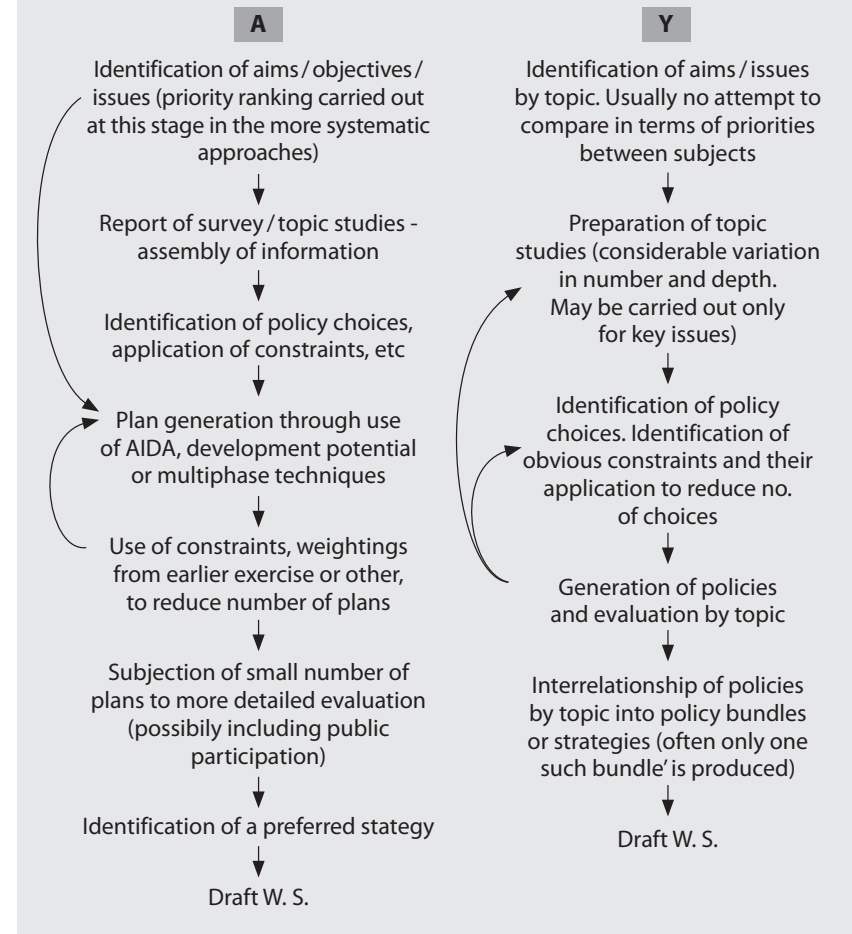 A
Identification of aims / objectives /
issues (priority ranking carried out
at this stage in the more systematic
approaches)
Report of survey / topic studies -
assembly of information
Identification of policy choices,
application of constraints, etc
Plan generation through use
of AIDA, development potential
or multiphase techniques
Use of constraints, weightings
from earlier exercise or other,
to reduce number of plans
Subjection of small number of
plans to more detailed evaluation
(possibily including public
participation)
Identification of a preferred stategy
Draft W. S.
Y
Identification of aims / issues
by topic. Usually no attempt to
compare in terms of priorities
between subjects
Preparation of topic
studies (considerable variation
in number and depth.
May be carried out only
for key issues)
Identification of policy
choices. Identification of
obvious constraints and their
application to reduce no.
of choices
Generation of policies
and evaluation by topic
Interrelationship of policies
by topic into policy bundles
or strategies (often only one
such bundle’ is produced)
Draft W. S.